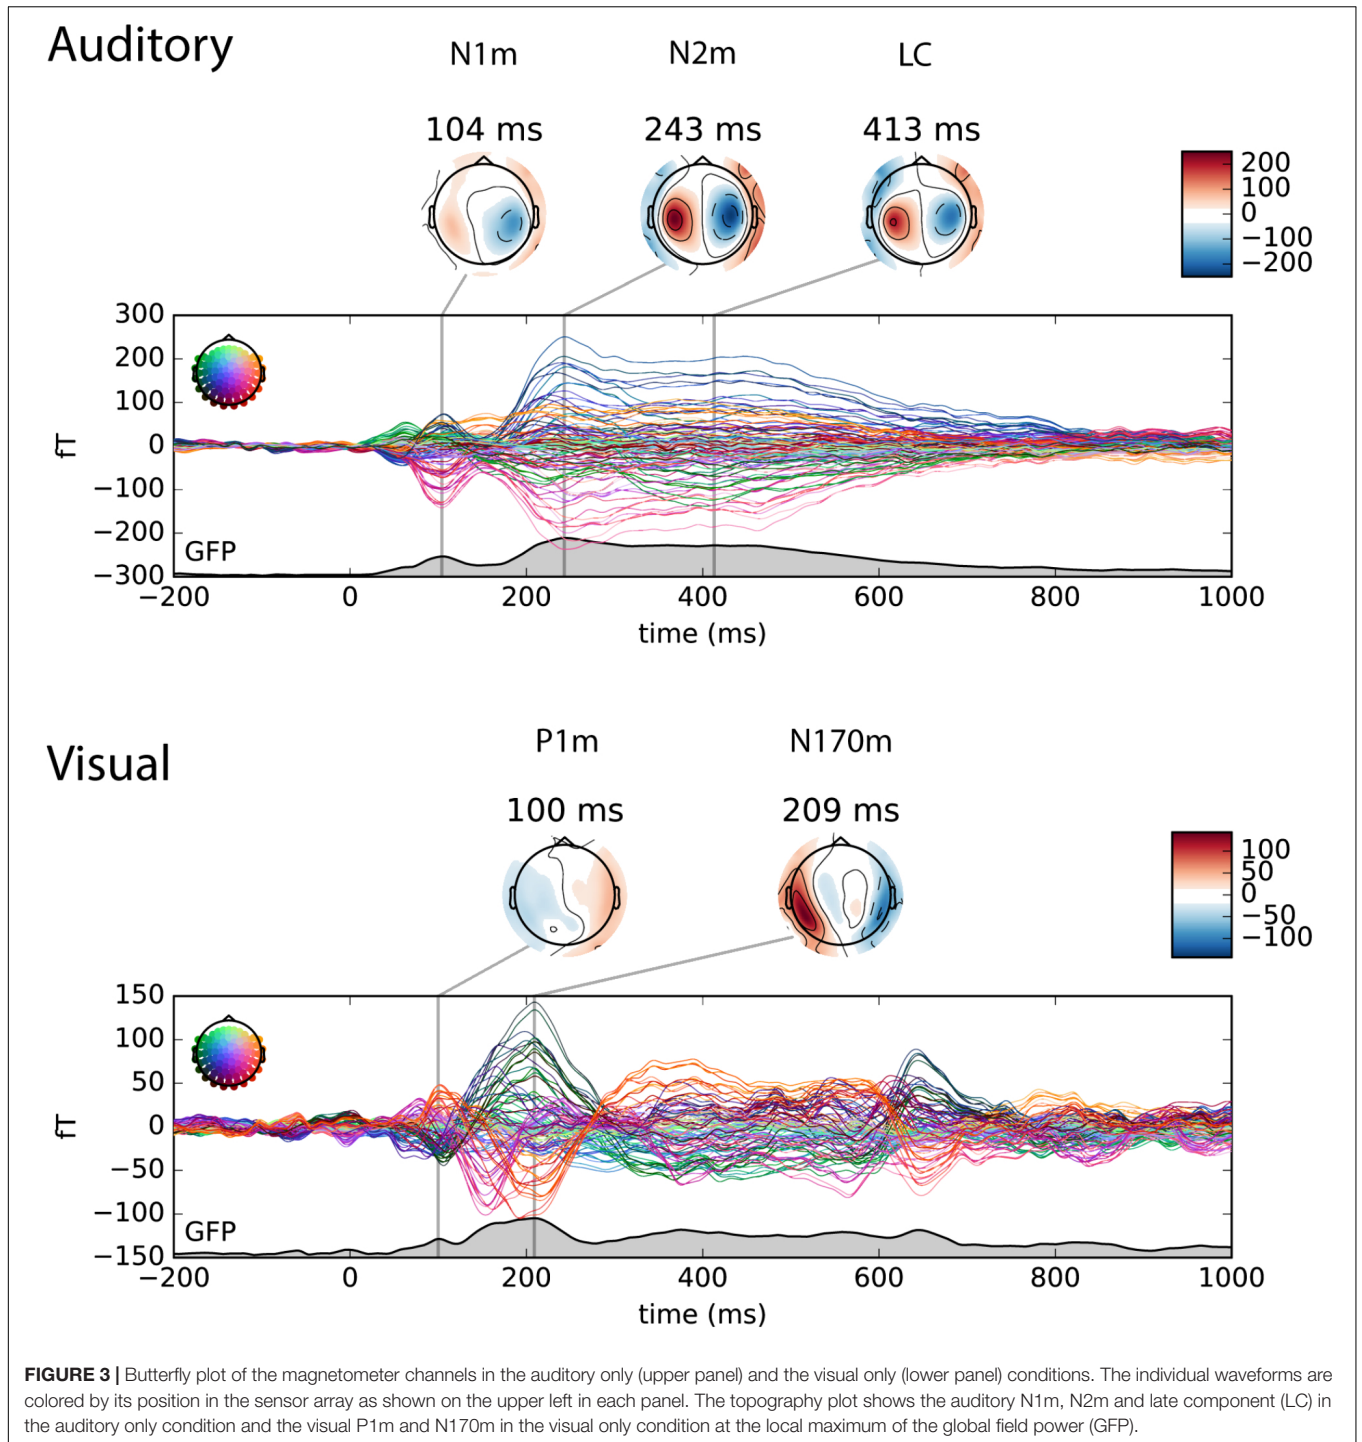 Auditory
N1m N2m LC
104 ms 243 ms 413 ms
200
100
0
−100
−200
300
200
100
0
−100
−200
−300
fT
GFP
−200 0 200 400 600 800 1000
time (ms)
Visual
P1m N170m
100 ms 209 ms
100
50
0
−50
−100
150
100
50
0
−50
−100
−150
fT
GFP
−200 0 200 400 600 800 1000
time (ms)
FIGURE 3 | Butterfly plot of the magnetometer channels in the auditory only (upper panel) and the visual only (lower panel) conditions. The individual waveforms are
colored by its position in the sensor array as shown on the upper left in each panel. The topography plot shows the auditory N1m, N2m and late component (LC) in
the auditory only condition and the visual P1m and N170m in the visual only condition at the local maximum of the global field power (GFP).